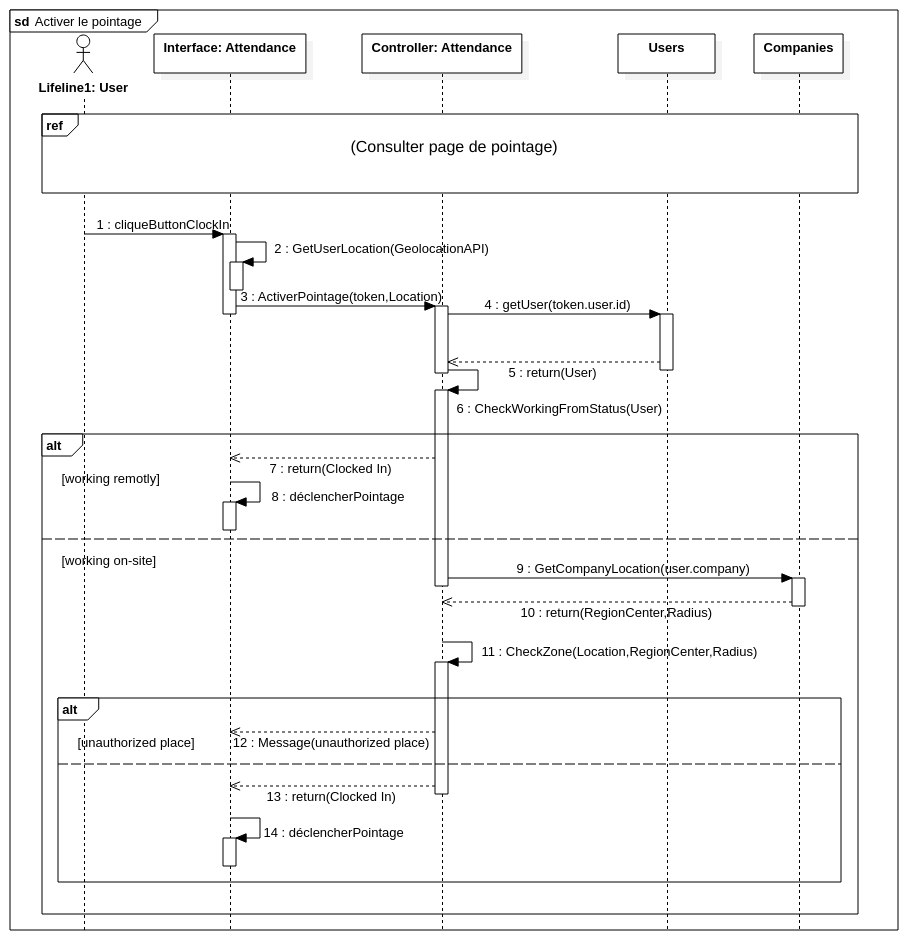 sd Activer le pointage
Interface: Attendance
Controller: Attendance
Users
Companies
Lifeline1: User
ref
(Consulter page de pointage)
1 : cliqueButtonClockIn
2 : GetUserLocation(GeolocationAPI)
3 : ActiverPointage(token,Location)
4 : getUser(token.user.id)
5 : return(User)
6 : CheckWorkingFromStatus(User)
alt
7 : return(Clocked In)
[working remotly]
8 : déclencherPointage
[working on-site]
9 : GetCompanyLocation(user.company)
10 : return(RegionCenter,Radius)
11 : CheckZone(Location,RegionCenter,Radius)
alt
[unauthorized place]
12 : Message(unauthorized place)
13 : return(Clocked In)
14 : déclencherPointage